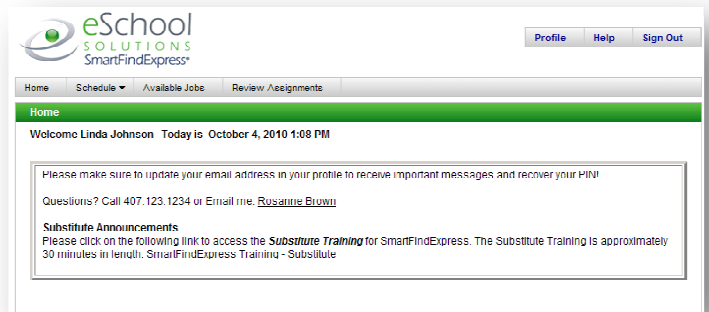 eSchool
SOLUTIONS
SmartFindExpress®
Profile Help Sign Out
Home Schedule Available Jobs Review Assignments
Home
Welcome Linda Johnson Today is October 4, 2010 1:08 PM
Please make sure to update your email address in your profile to receive important messages and recover your PIN!
Questions? Call 407.123.1234 or Email me. Rosanne Brown
Substitute Announcements
Please click on the following link to access the Substitute Training for SmartFindExpress. The Substitute Training is approximately
30 minutes in length. SmartFindExpress Training - Substitute